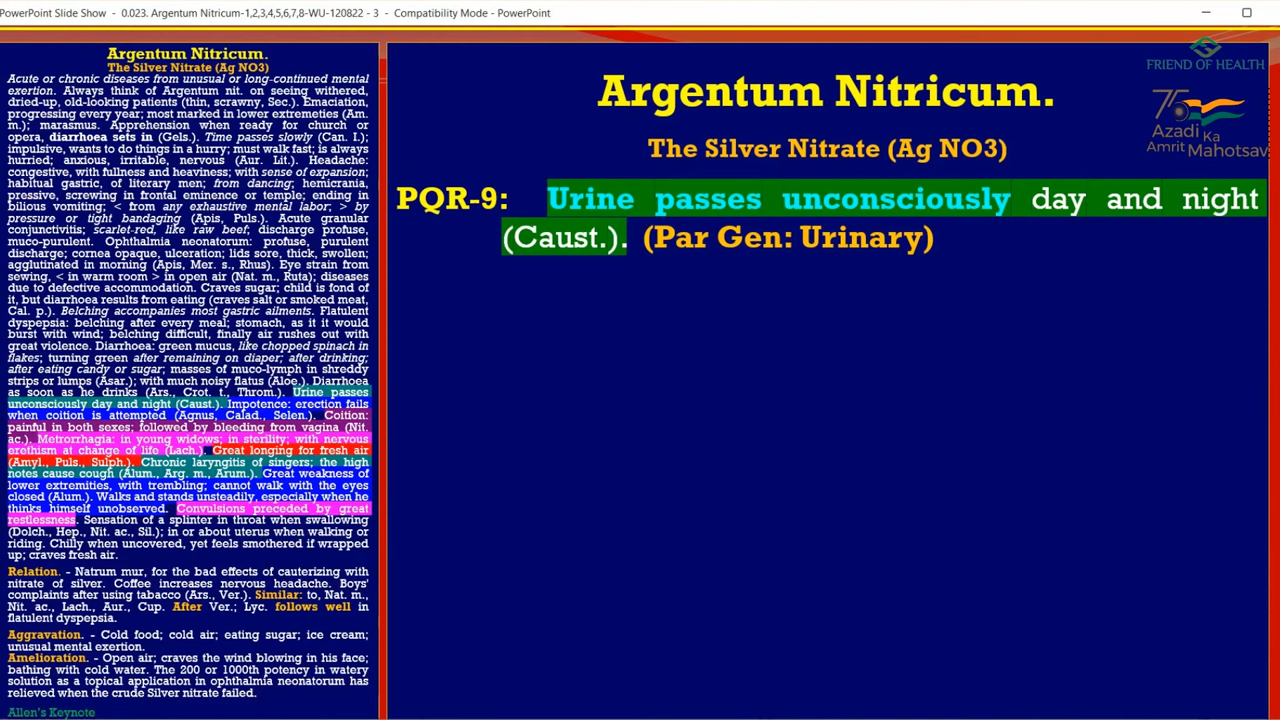 PowerPoint Slide Show - 0.023. Argentum Nitricum-1,2,3,4,5,6,7,8-WU-120822 - 3 - Compatibility Mode - PowerPoint
Argentum Nitricum.
The Silver Nitrate (Ag NO3)
Acute or chronic diseases from unusual or long-continued mental
exertion. Always think of Argentum nit. on seeing withered,
dried-up, old-looking patients (thin, scrawny, Sec.). Emaciation,
progressing every year; most marked in lower extremeties (Am.
m.); marasmus. Apprehension when ready for church or
opera, diarrhoea sets in (Gels.). Time passes slowly (Can. I.);
impulsive, wants to do things in a hurry; must walk fast; is always
hurried; anxious, irritable, nervous (Aur. Lit.). Headache:
congestive, with fullness and heaviness; with sense of expansion;
habitual gastric, of literary men; from dancing; hemicrania,
pressive, screwing in frontal eminence or temple; ending in
bilious vomiting; < from any exhaustive mental labor; > by
pressure or tight bandaging (Apis, Puls.). Acute granular
conjunctivitis; scarlet-red, like raw beef; discharge profuse,
muco-purulent. Ophthalmia neonatorum: profuse, purulent
discharge; cornea opaque, ulceration; lids sore, thick, swollen;
agglutinated in morning (Apis, Mer. s., Rhus). Eye strain from
sewing, < in warm room > in open air (Nat. m., Ruta); diseases
due to defective accommodation. Craves sugar; child is fond of
it, but diarrhoea results from eating (craves salt or smoked meat,
Cal. p.). Belching accompanies most gastric ailments. Flatulent
dyspepsia: belching after every meal; stomach, as it it would
burst with wind; belching difficult, finally air rushes out with
great violence. Diarrhoea: green mucus, like chopped spinach in
flakes; turning green after remaining on diaper; after drinking;
after eating candy or sugar; masses of muco-lymph in shreddy
strips or lumps (Asar.); with much noisy flatus (Aloe.). Diarrhoea
as soon as he drinks (Ars., Crot. t., Throm.). Urine passes
unconsciously day and night (Caust.). Impotence: erection fails
when coition is attempted (Agnus, Calad., Selen.). Coition:
painful in both sexes; followed by bleeding from vagina (Nit.
ac.). Metrorrhagia: in young widows; in sterility; with nervous
erethism at change of life (Lach.). Great longing for fresh air
(Amyl., Puls., Sulph.). Chronic laryngitis of singers; the high
notes cause cough (Alum., Arg. m., Arum.). Great weakness of
lower extremities, with trembling; cannot walk with the eyes
closed (Alum.). Walks and stands unsteadily, especially when he
thinks himself unobserved. Convulsions preceded by great
restlessness. Sensation of a splinter in throat when swallowing
(Dolch., Hep., Nit. ac., Sil.); in or about uterus when walking or
riding. Chilly when uncovered, yet feels smothered if wrapped
up; craves fresh air.
Relation. - Natrum mur, for the bad effects of cauterizing with
nitrate of silver. Coffee increases nervous headache. Boys'
complaints after using tabacco (Ars., Ver.). Similar: to, Nat. m.,
Nit. ac., Lach., Aur., Cup. After Ver.; Lyc. follows well in
flatulent dyspepsia.
Aggravation. - Cold food; cold air; eating sugar; ice cream;
unusual mental exertion.
Amelioration. - Open air; craves the wind blowing in his face;
bathing with cold water. The 200 or 1000th potency in watery
solution as a topical application in ophthalmia neonatorum has
relieved when the crude Silver nitrate failed.
Allen's Keynote
Argentum Nitricum.
The Silver Nitrate (Ag NO3)
PQR-9: Urine passes unconsciously day and night
(Caust.). (Par Gen: Urinary)
FRIEND OF HEALTH
75
Azadi Ka
Amrit Mahotsav